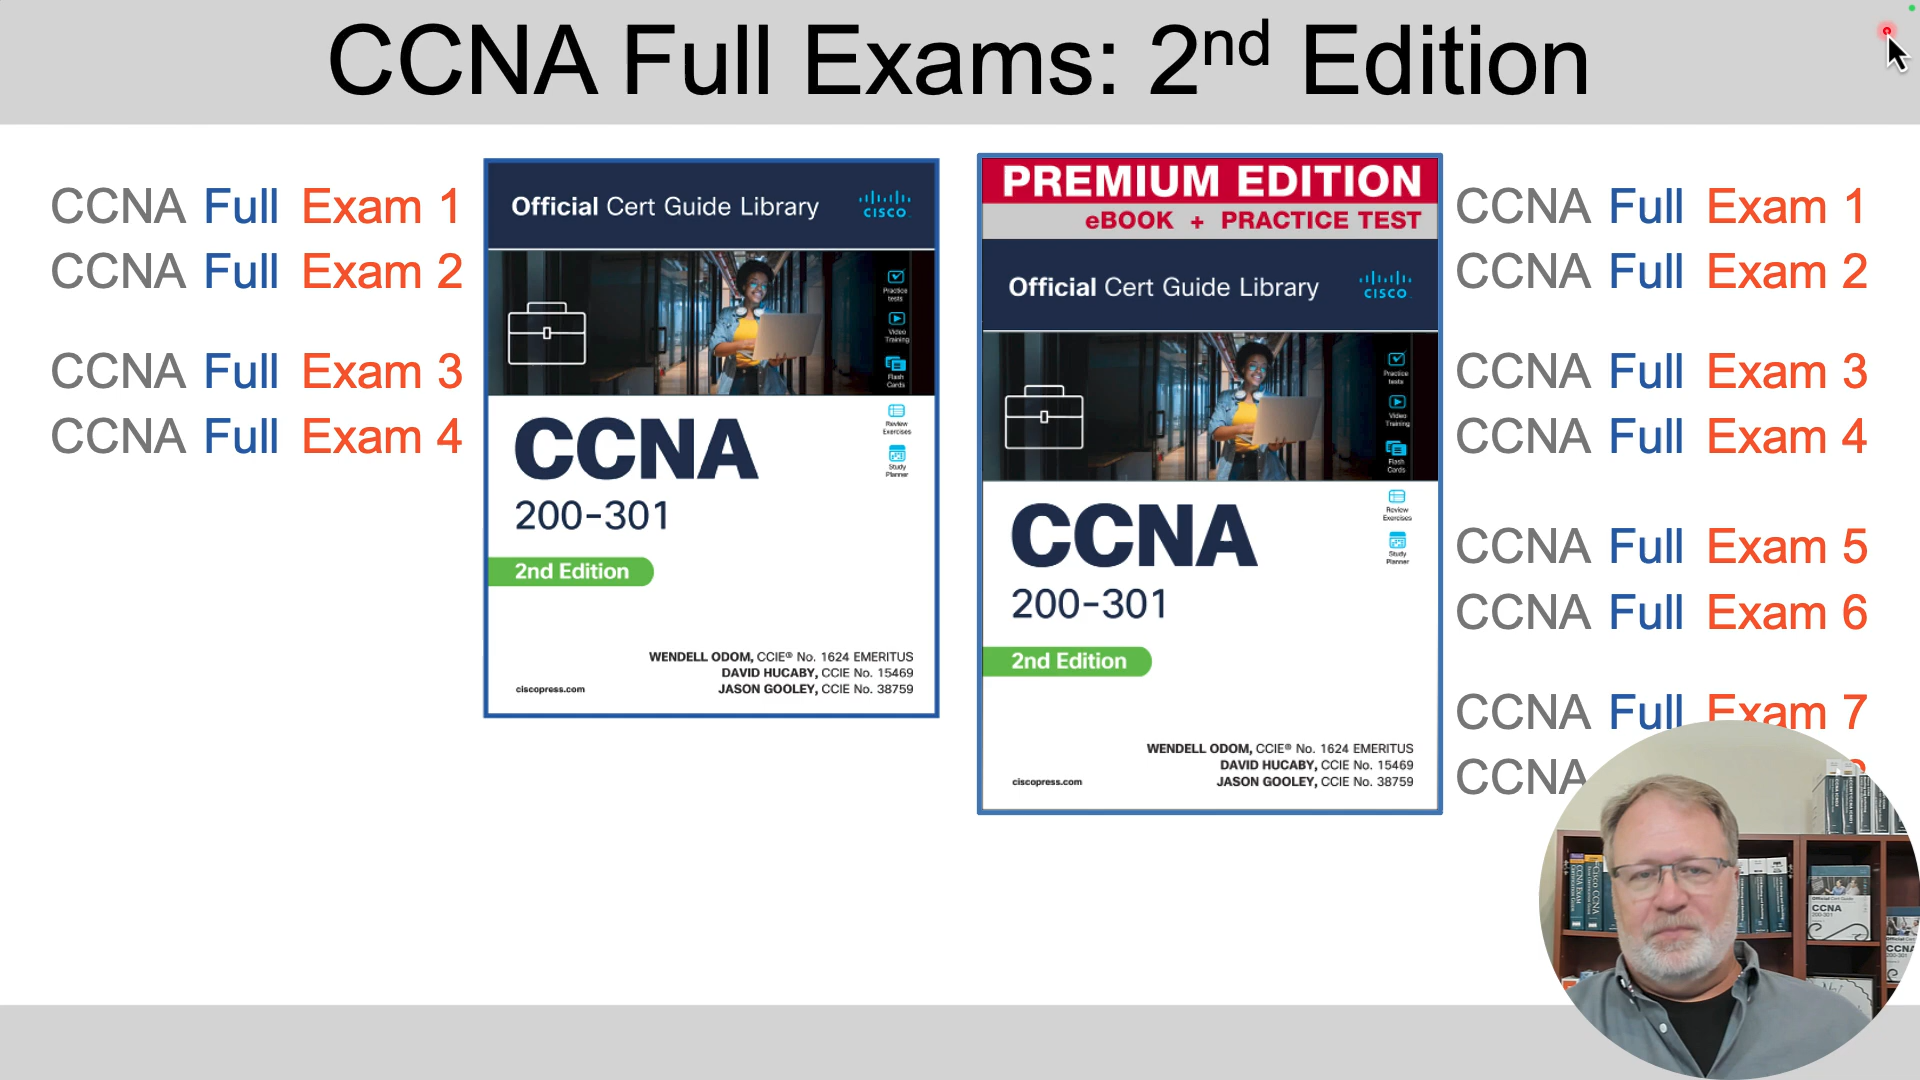 CCNA Full Exams: 2nd Edition
CCNA Full Exam 1
CCNA Full Exam 2
CCNA Full Exam 3
CCNA Full Exam 4
Official Cert Guide Library
CISCO
Practice
tests
Video
Training
Flash
Cards
Review
Exercises
Study
Planner
CCNA
200-301
2nd Edition
WENDELL ODOM, CCIE® No. 1624 EMERITUS
DAVID HUCABY, CCIE No. 15469
ciscopress.com
JASON GOOLEY, CCIE No. 38759
PREMIUM EDITION
eBOOK + PRACTICE TEST
Official Cert Guide Library
CISCO
Practice
tests
Video
Training
Flash
Cards
Review
Exercises
Study
Planner
CCNA
200-301
2nd Edition
WENDELL ODOM, CCIE® No. 1624 EMERITUS
DAVID HUCABY, CCIE No. 15469
ciscopress.com
JASON GOOLEY, CCIE No. 38759
CCNA Full Exam 1
CCNA Full Exam 2
CCNA Full Exam 3
CCNA Full Exam 4
CCNA Full Exam 5
CCNA Full Exam 6
CCNA Full Exam 7
CCNA
CCNA
200-301
CCNA
200-301